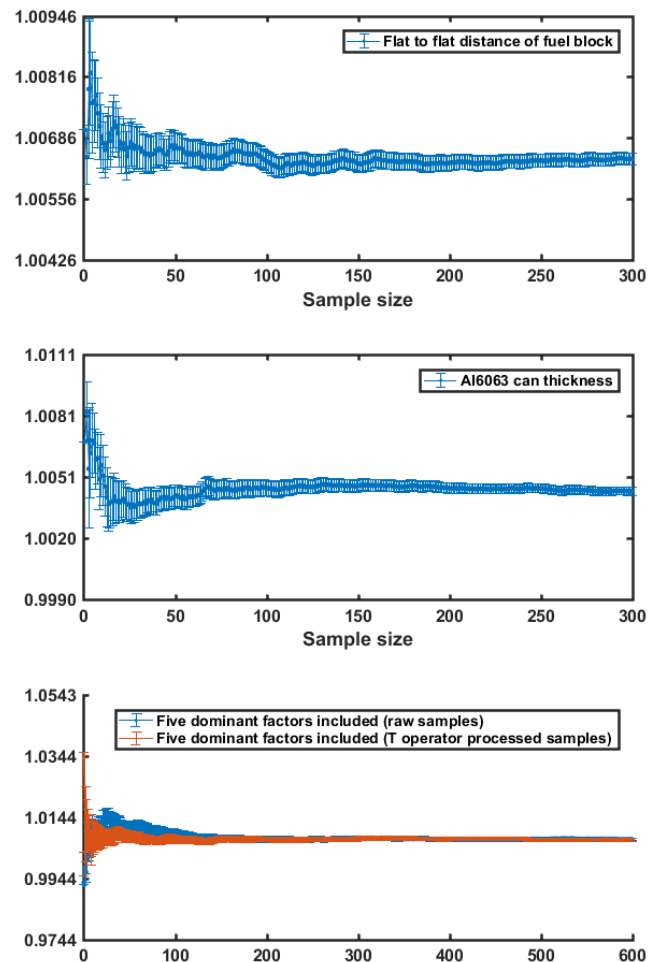 1.00946
Flat to flat distance of fuel block
1.00816
1.00686
1.00556
1.00426
0 50 100 150 200 250 300
Sample size
1.0111
Al6063 can thickness
1.0081
1.0051
1.0020
0.9990
0 50 100 150 200 250 300
Sample size
1.0543
Five dominant factors included (raw samples)
Five dominant factors included (T operator processed samples)
1.0344
1.0144
0.9944
0.9744
0 100 200 300 400 500 600